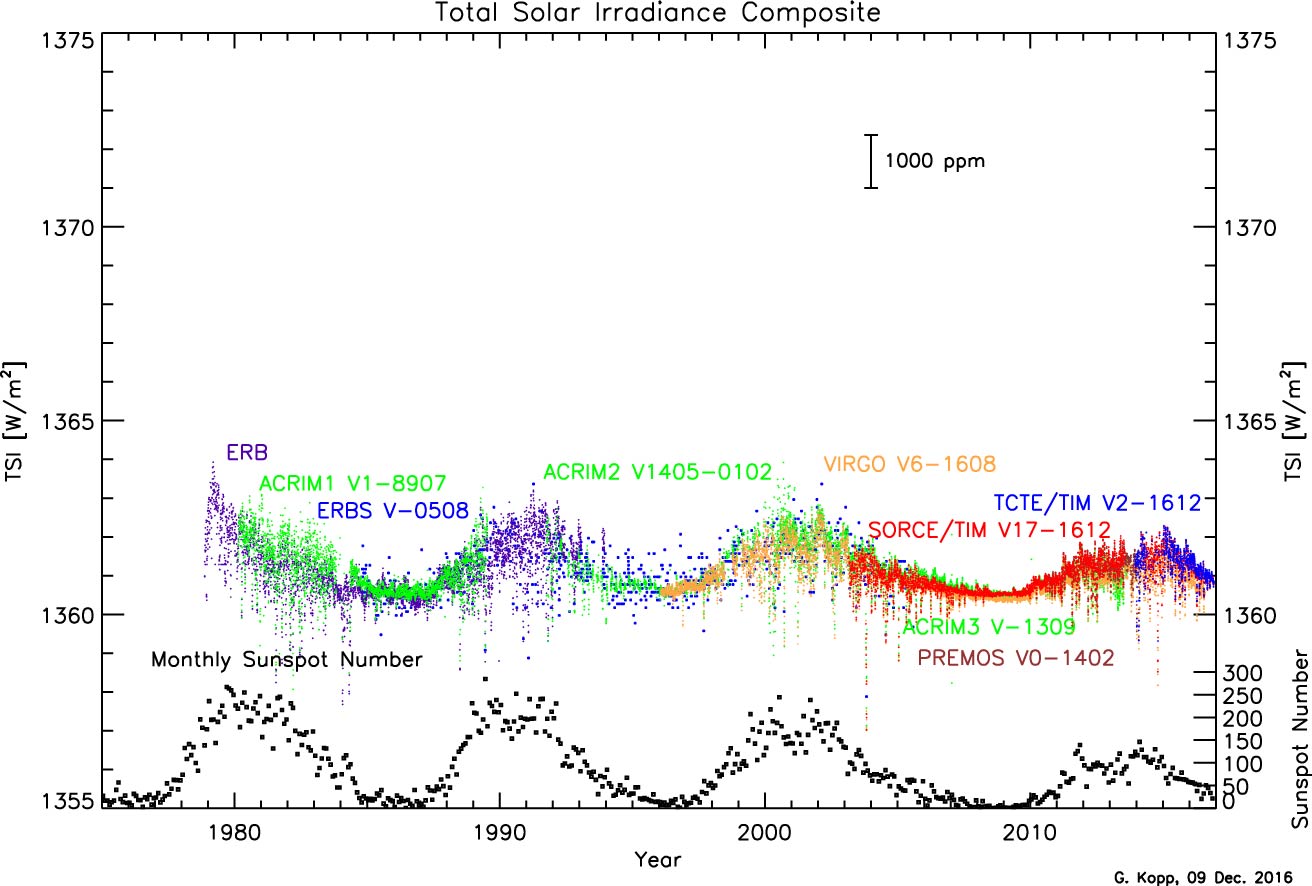 Total Solar Irradiance Composite
1375
1375
1000 ppm
1370
1370
TSI [W/m²]
TSI [W/m²]
1365
1365
ERB
ACRIM1 V1-8907
ERBS V-0508
ACRIM2 V1405-0102
VIRGO V6-1608
TCTE/TIM V2-1612
SORCE/TIM V17-1612
1360
1360
ACRIM3 V-1309
PREMOS V0-1402
Monthly Sunspot Number
300
250
200
150
100
50
0
Sunspot Number
1355
1980
1990
2000
2010
Year
G. Kopp, 09 Dec. 2016